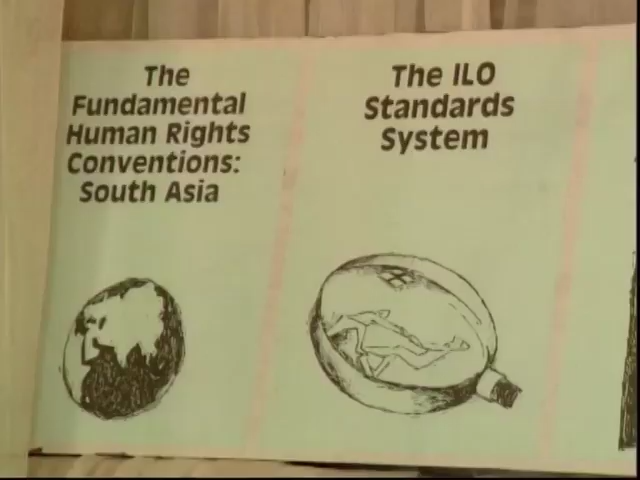 The
Fundamental
Human Rights
Conventions:
South Asia
The ILO
Standards
System